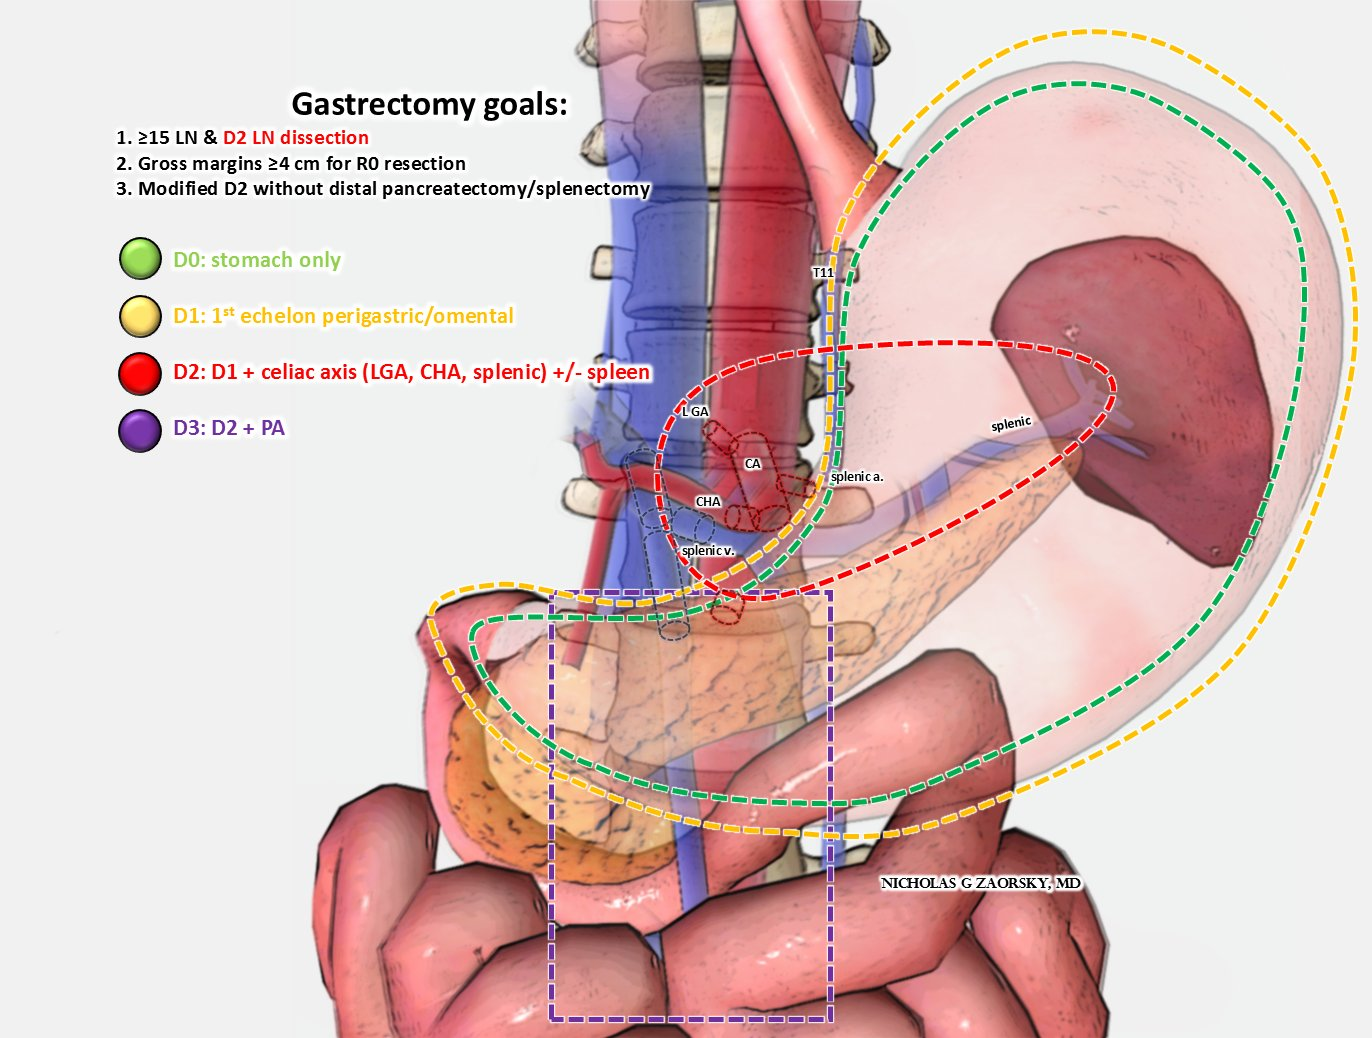 Gastrectomy goals:
1. ≥15 LN & D2 LN dissection
2. Gross margins ≥4 cm for R0 resection
3. Modified D2 without distal pancreatectomy/splenectomy
D0: stomach only
D1: 1st echelon perigastric/omental
D2: D1 + celiac axis (LGA, CHA, splenic) +/- spleen
D3: D2 + PA
T11
L GA
CA
splenic
splenic a.
CHA
splenic v.
NICHOLAS G ZAORSKY, MD